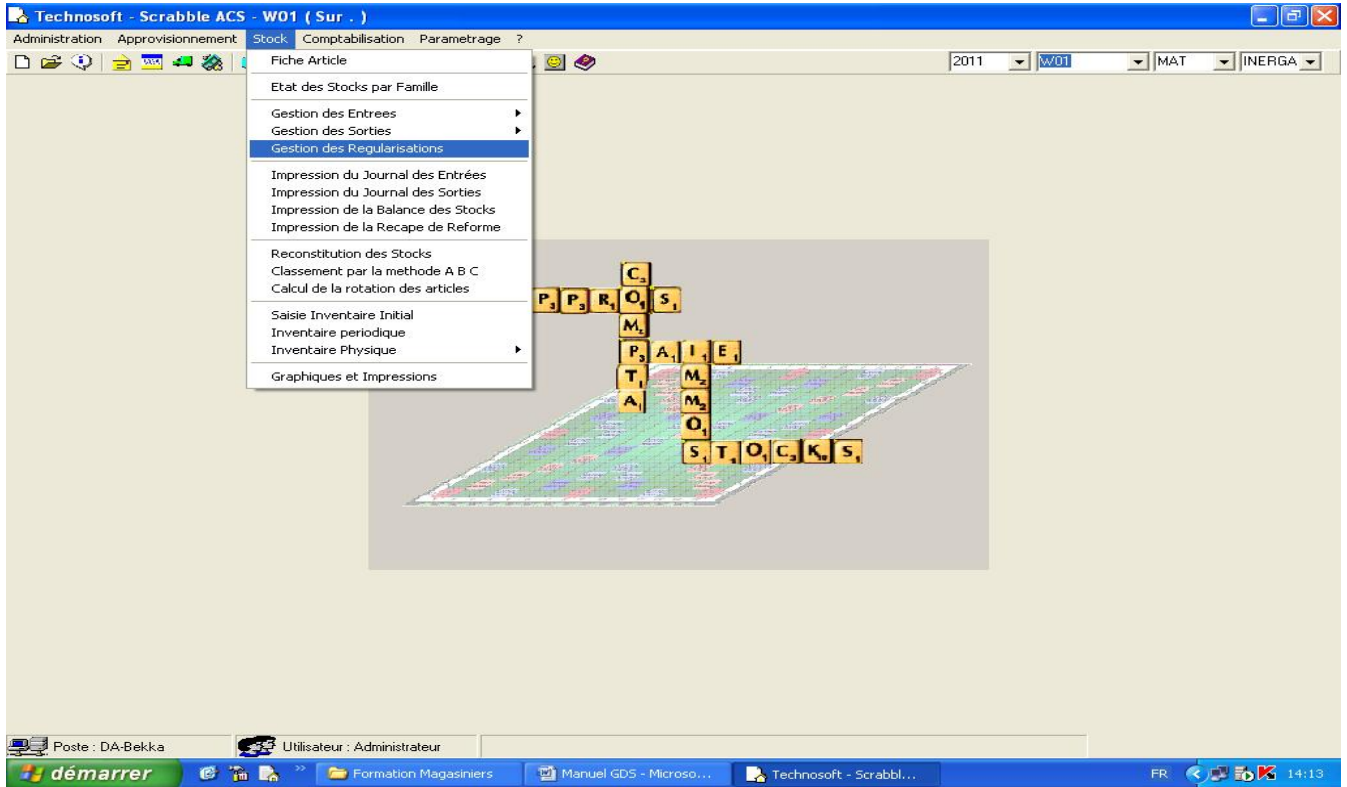 Technosoft - Scrabble ACS - W01 ( Sur . )
Administration Approvisionnement Stock Comptabilisation Parametrage ?
2011 W01 MAT INERGA
Fiche Article
Etat des Stocks par Famille
Gestion des Entrees
Gestion des Sorties
Gestion des Regularisations
Impression du Journal des Entrées
Impression du Journal des Sorties
Impression de la Balance des Stocks
Impression de la Recape de Reforme
Reconstitution des Stocks
Classement par la methode A B C
Calcul de la rotation des articles
Saisie Inventaire Initial
Inventaire periodique
Inventaire Physique
Graphiques et Impressions
PPROS
COMPTA
PAIE
IMMOS
STOCKS
Poste : DA-Bekka Utilisateur : Administrateur
démarrer Formation Magasiniers Manuel GDS - Microso... Technosoft - Scrabbl... FR 14:13